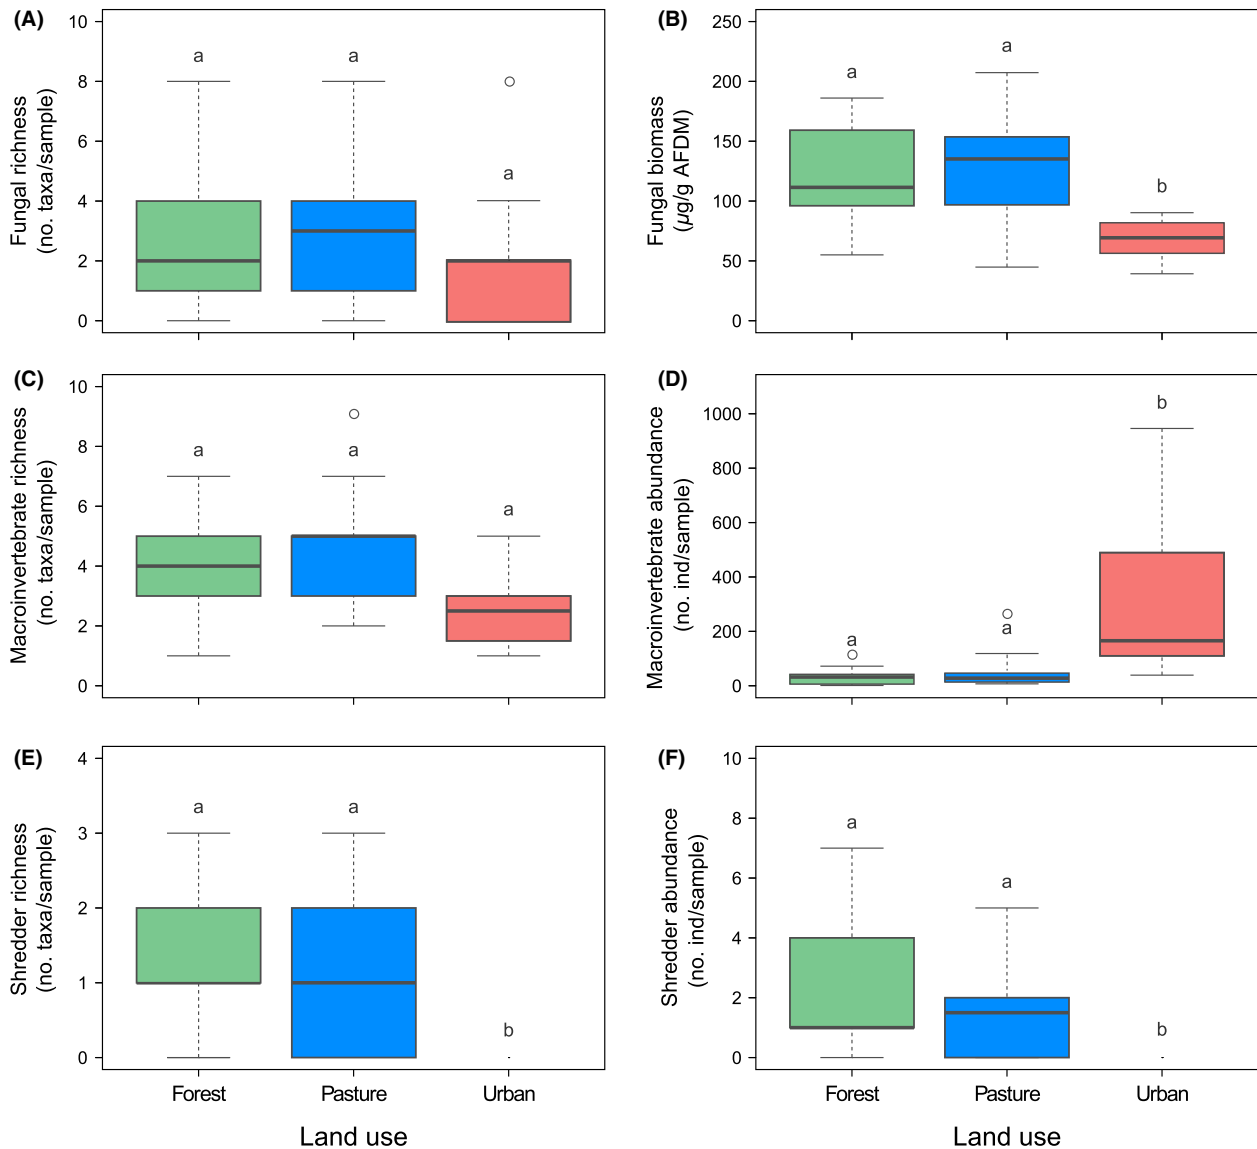 (A)
Fungal richness
(no. taxa/sample)
10
8
6
4
2
0
a
a
a
(B)
Fungal biomass
(µg/g AFDM)
250
200
150
100
50
0
a
a
b
(C)
Macroinvertebrate richness
(no. taxa/sample)
10
8
6
4
2
0
a
a
a
(D)
Macroinvertebrate abundance
(no. ind/sample)
1000
800
600
400
200
0
a
a
b
(E)
Shredder richness
(no. taxa/sample)
4
3
2
1
0
a
a
b
Forest Pasture Urban
Land use
(F)
Shredder abundance
(no. ind/sample)
10
8
6
4
2
0
a
a
b
Forest Pasture Urban
Land use